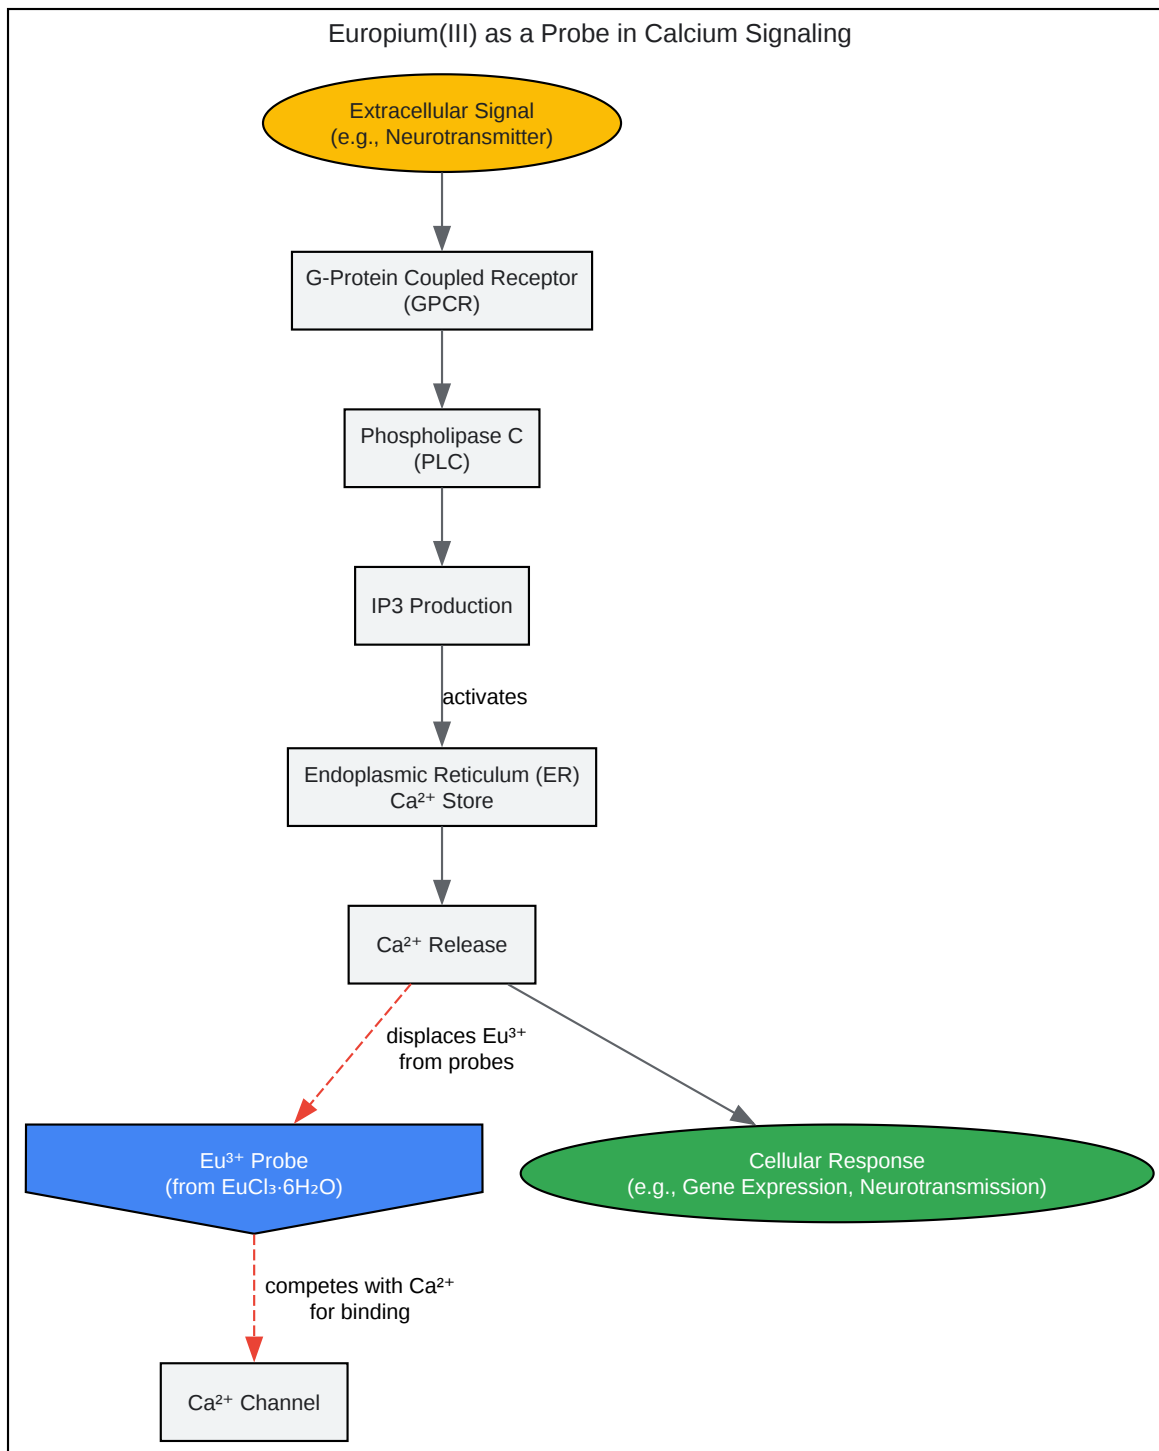 Europium(III) as a Probe in Calcium Signaling
Extracellular Signal
(e.g., Neurotransmitter)
G-Protein Coupled Receptor
(GPCR)
Phospholipase C
(PLC)
IP3 Production
activates
Endoplasmic Reticulum (ER)
Ca²⁺ Store
Ca²⁺ Release
displaces Eu³⁺
from probes
Eu³⁺ Probe
(from EuCl₃·6H₂O)
Cellular Response
(e.g., Gene Expression, Neurotransmission)
competes with Ca²⁺
for binding
Ca²⁺ Channel